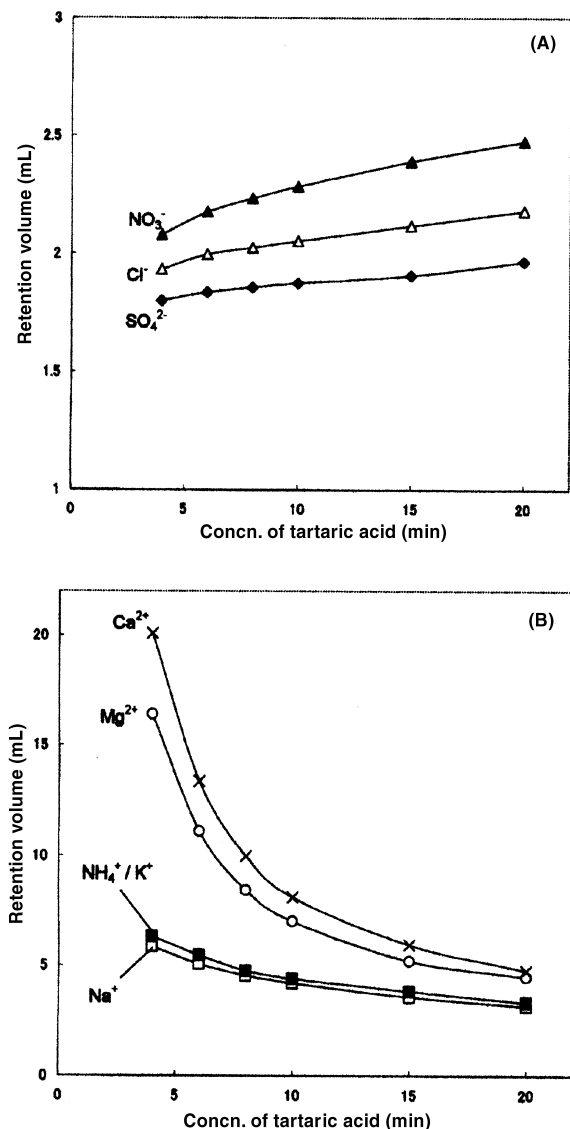 3
(A)
2.5
NO₃⁻
2
Cl⁻
SO₄²⁻
1.5
1
0
5
10
15
20
Retention volume (mL)
Concn. of tartaric acid (min)
(B)
Ca²⁺
20
Mg²⁺
15
10
NH₄⁺ / K⁺
5
Na⁺
0
0
5
10
15
20
Retention volume (mL)
Concn. of tartaric acid (min)